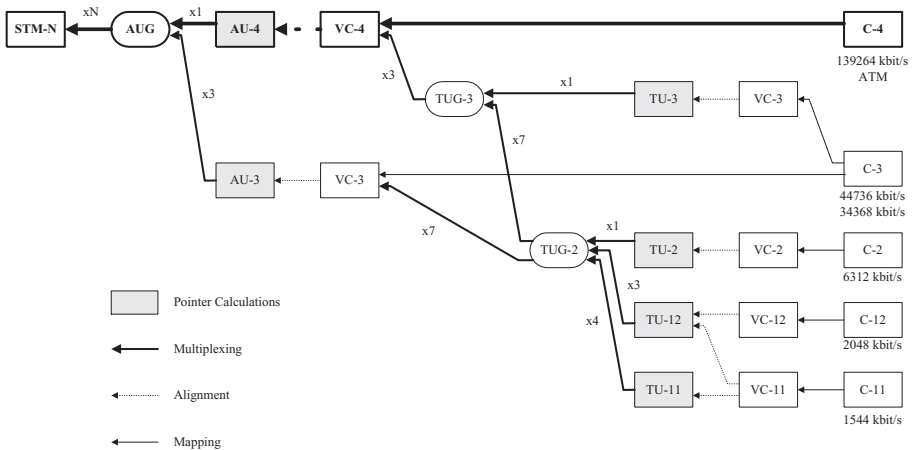 xN
x1
STM-N
AUG
AU-4
VC-4
C-4
139264 kbit/s
ATM
x3
x3
x1
TUG-3
TU-3
VC-3
x7
C-3
44736 kbit/s
34368 kbit/s
AU-3
VC-3
x7
x1
TUG-2
TU-2
VC-2
C-2
6312 kbit/s
x3
x4
TU-12
VC-12
C-12
2048 kbit/s
TU-11
VC-11
C-11
1544 kbit/s
Pointer Calculations
Multiplexing
Alignment
Mapping